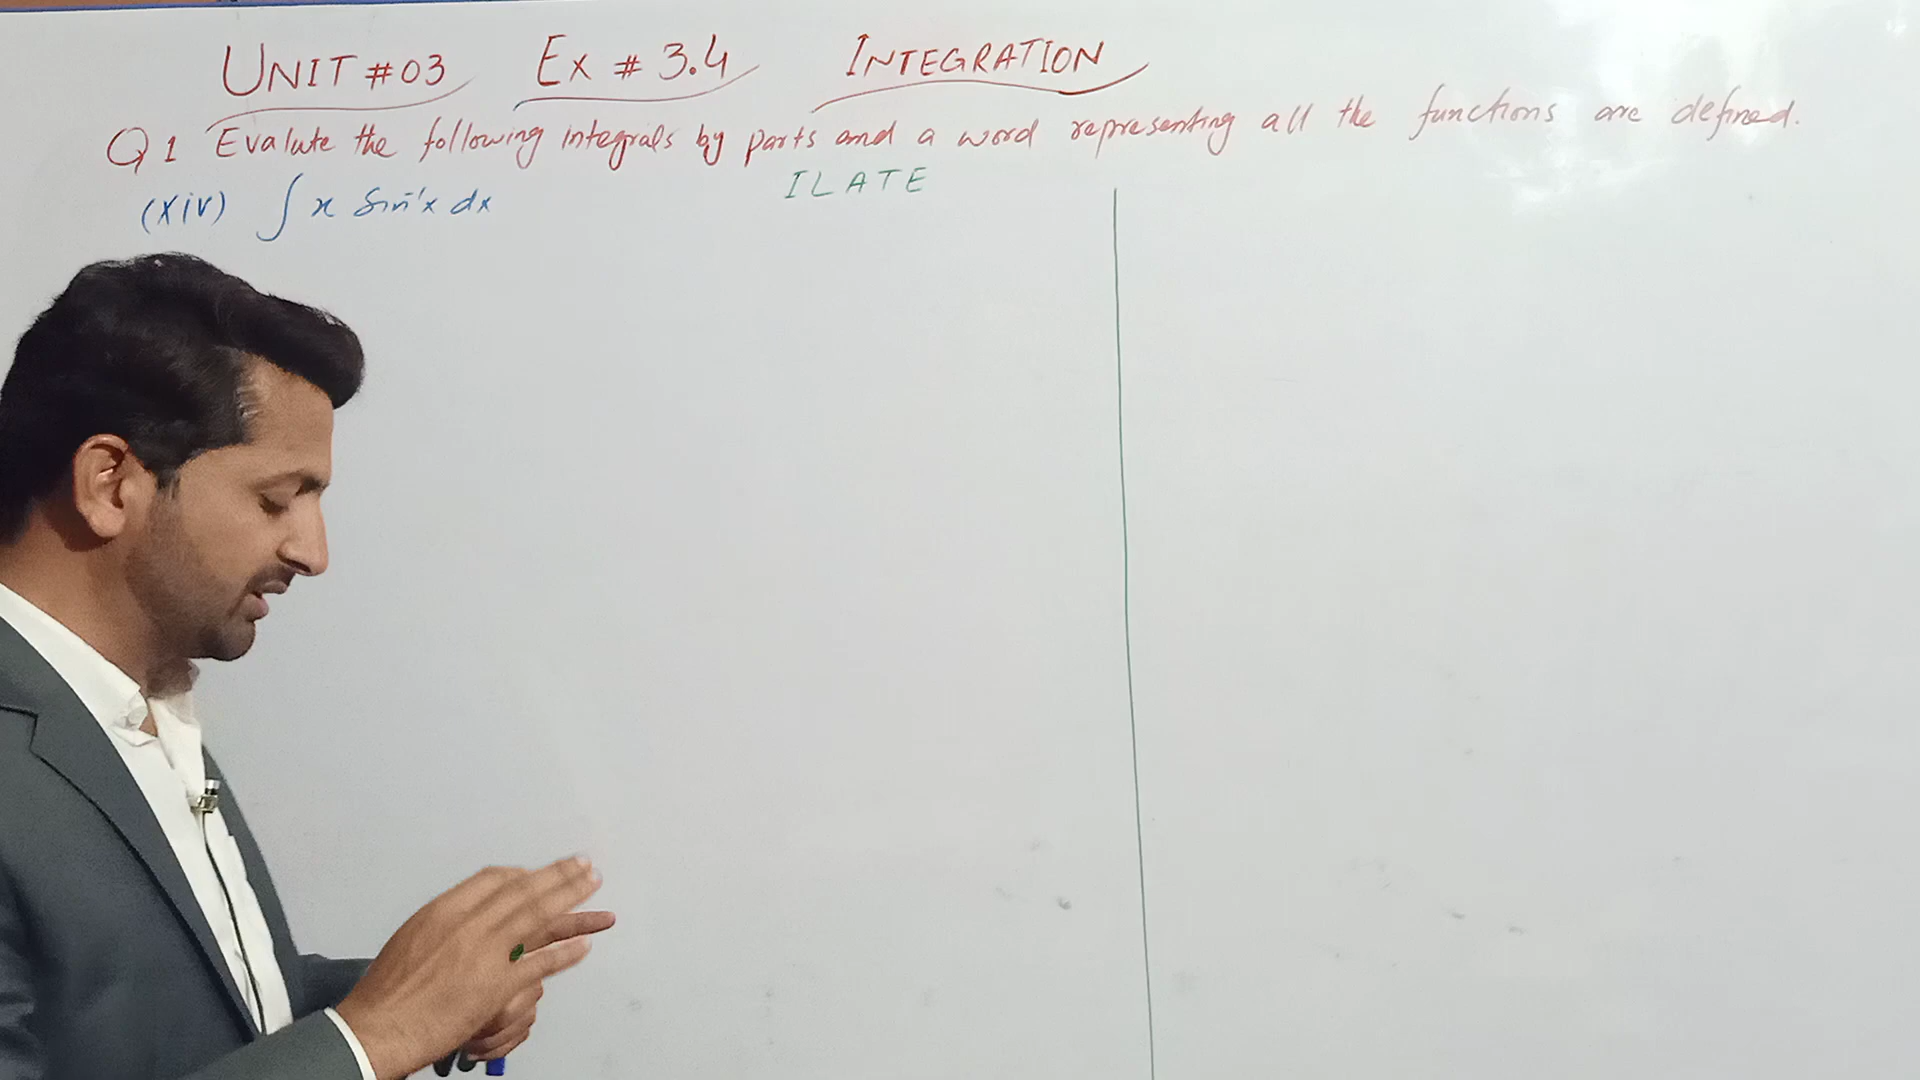 UNIT #03 Ex # 3.4 INTEGRATION
Q1 Evalute the following integrals by parts and a word representing all the functions are defined.
(xiv) ∫ x Sin⁻¹x dx ILATE